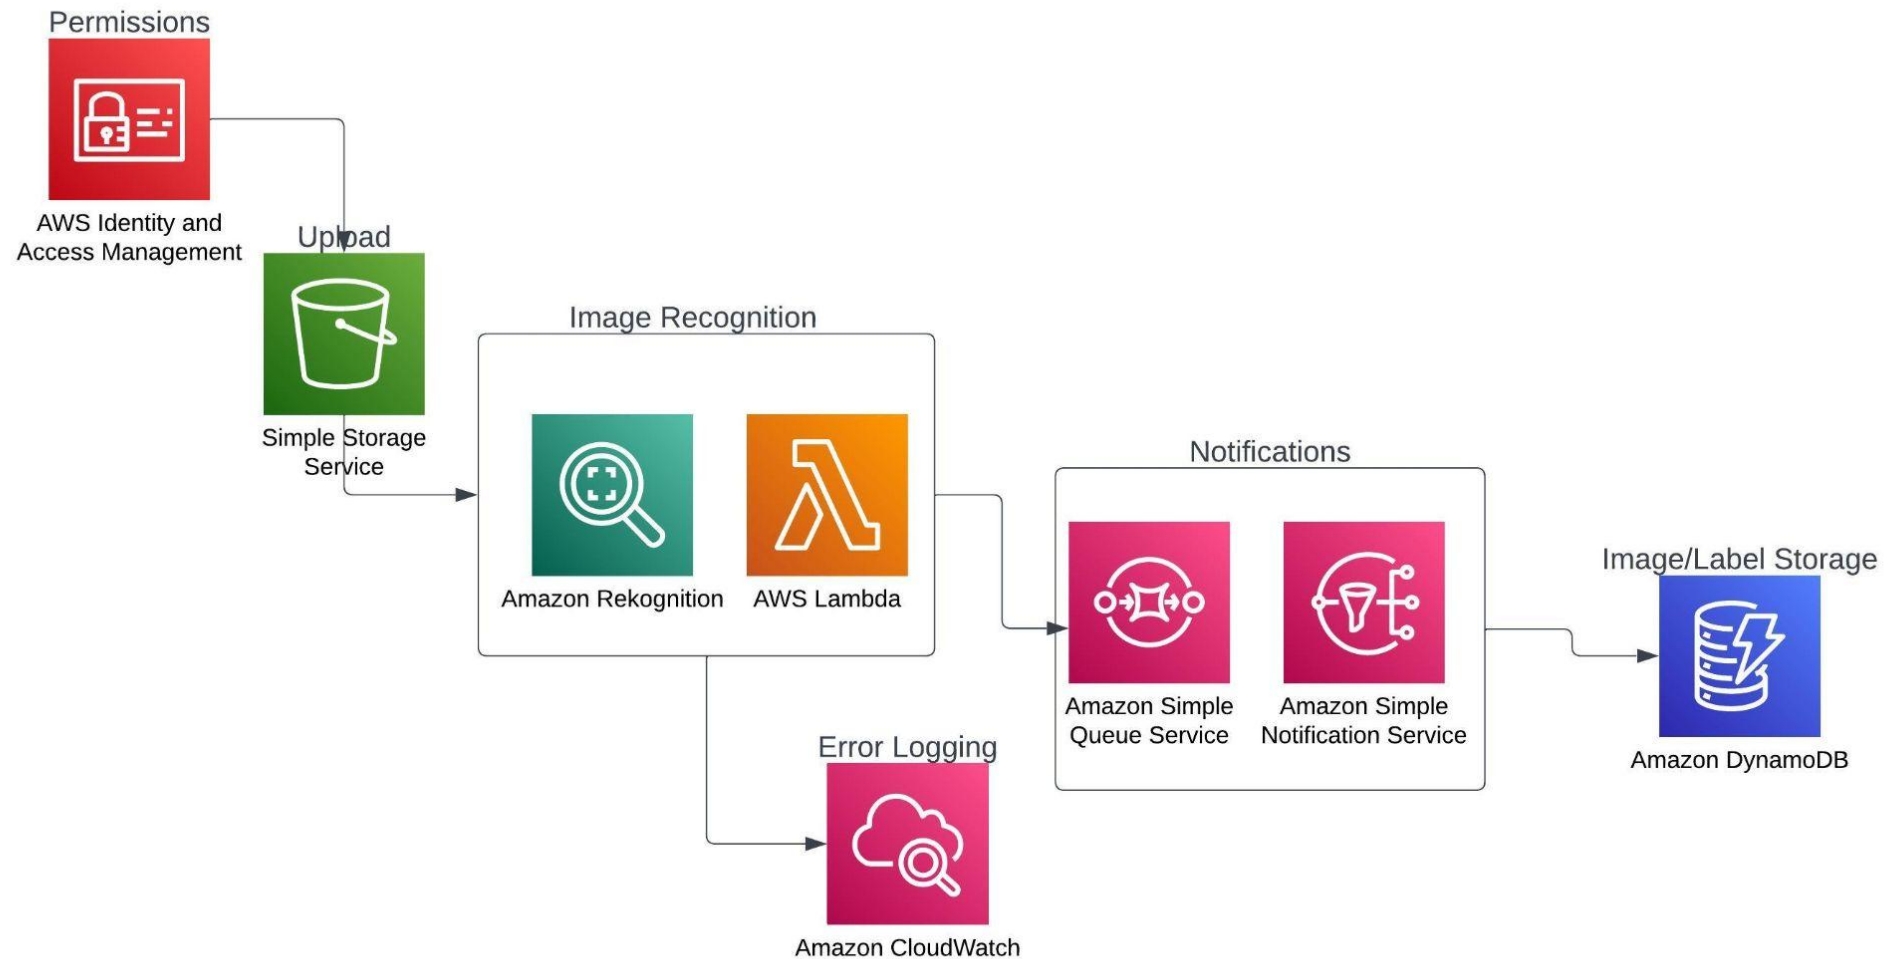 Permissions
AWS Identity and
Access Management
Upload
Simple Storage
Service
Image Recognition
Amazon Rekognition
AWS Lambda
Error Logging
Amazon CloudWatch
Notifications
Amazon Simple
Queue Service
Amazon Simple
Notification Service
Image/Label Storage
Amazon DynamoDB